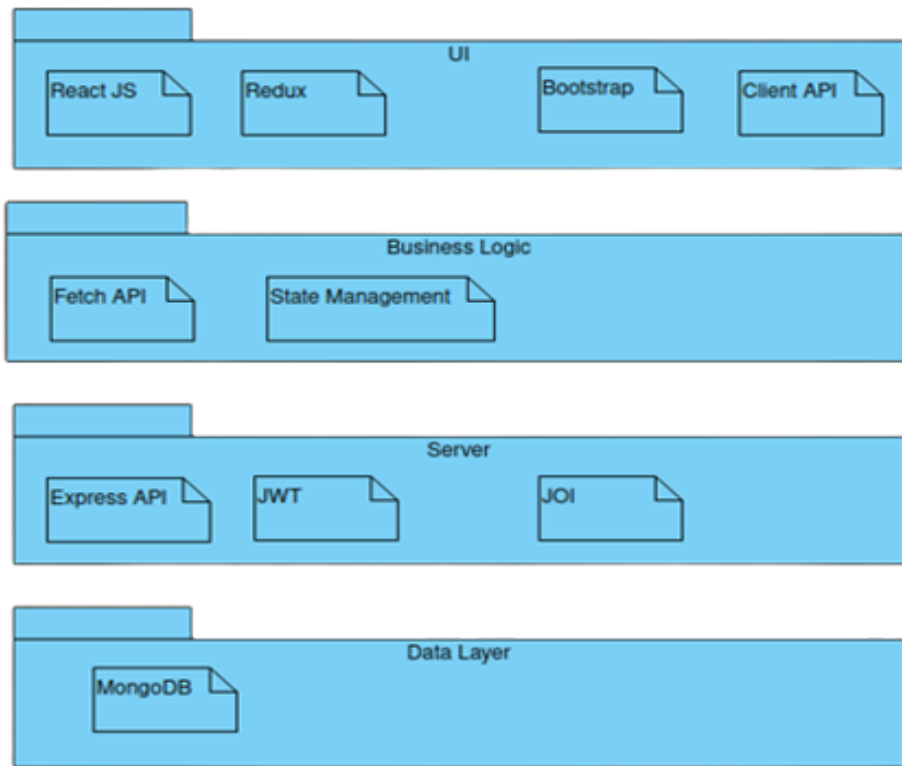 UI
React JS
Redux
Bootstrap
Client API
Business Logic
Fetch API
State Management
Server
Express API
JWT
JOI
Data Layer
MongoDB